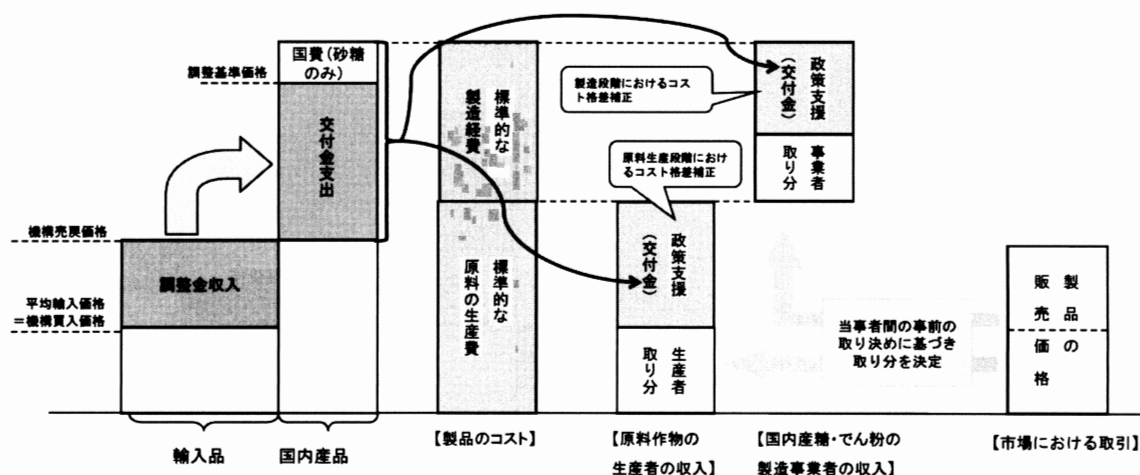 国費(砂糖
のみ)
調整基準価格
交付金支出
機構売戻価格
調整金収入
平均輸入価格
=機構買入価格
輸入品
国内産品
標準的な
製造経費
標準的な
原料の生産費
【製品のコスト】
原料生産段階にお
けるコスト格差補正
政策支援
(交付金)
生産者
取り分
【原料作物の
生産者の収入】
製造段階におけるコス
ト格差補正
政策支援
(交付金)
事業者
取り分
【国内産糖・でん粉の
製造事業者の収入】
当事者間の事前の
取り決めに基づき
取り分を決定
製品の
販売価格
【市場における取引】